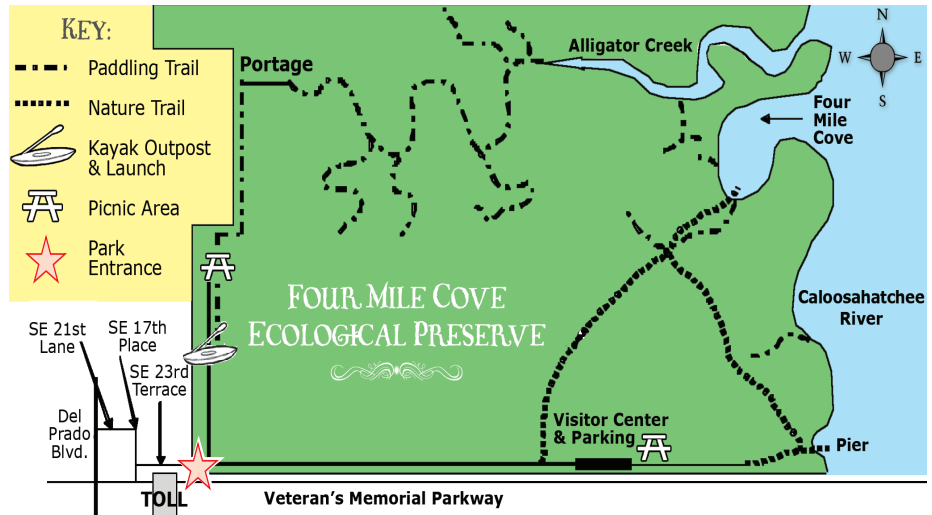 KEY:
Paddling Trail
Nature Trail
Kayak Outpost
& Launch
Picnic Area
Park
Entrance
Portage
Alligator Creek
N
W
E
S
Four
Mile
Cove
Four Mile Cove
Ecological Preserve
Caloosahatchee
River
SE 21st
Lane
SE 17th
Place
SE 23rd
Terrace
Del
Prado
Blvd.
Visitor Center
& Parking
Pier
TOLL
Veteran's Memorial Parkway